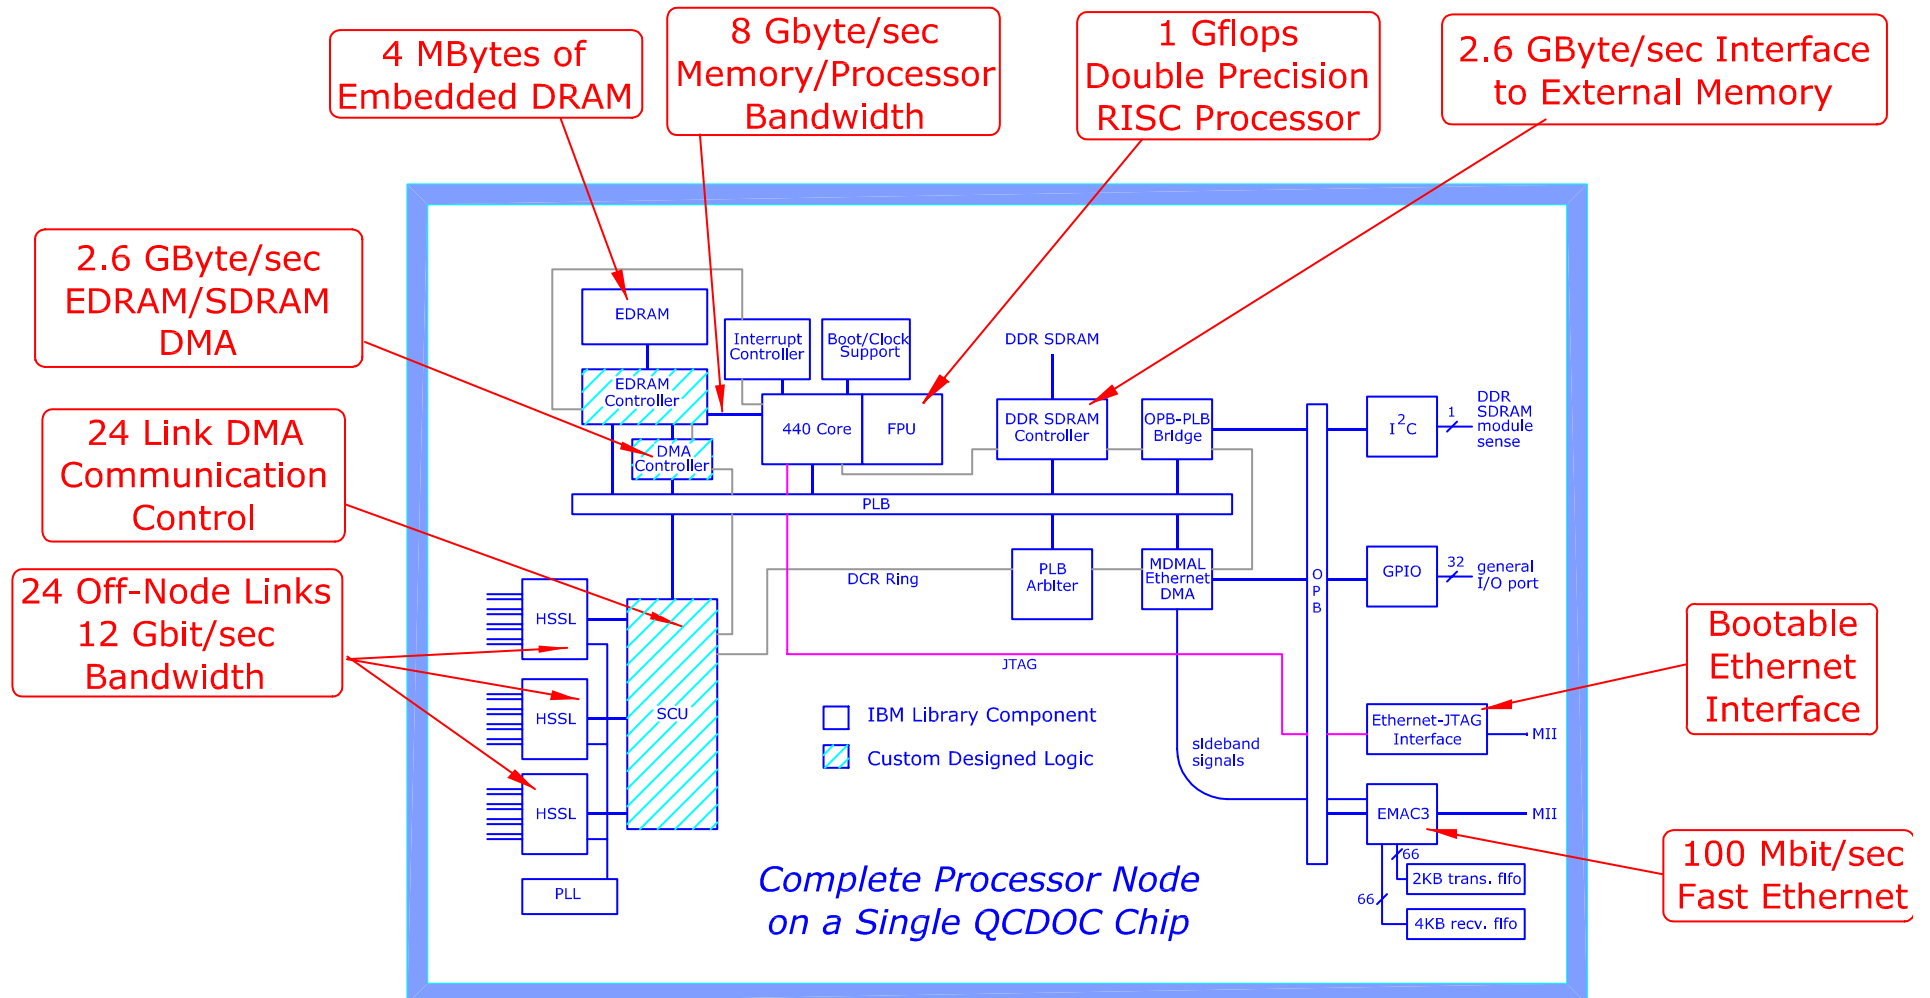 4 MBytes of
Embedded DRAM
8 Gbyte/sec
Memory/Processor
Bandwidth
1 Gflops
Double Precision
RISC Processor
2.6 GByte/sec Interface
to External Memory
2.6 GByte/sec
EDRAM/SDRAM
DMA
24 Link DMA
Communication
Control
24 Off-Node Links
12 Gbit/sec
Bandwidth
EDRAM
Interrupt
Controller
Boot/Clock
Support
DDR SDRAM
EDRAM
Controller
440 Core
FPU
DDR SDRAM
Controller
OPB-PLB
Bridge
I2C
1
DDR
SDRAM
module
sense
DMA
Controller
PLB
HSSL
HSSL
HSSL
PLL
SCU
DCR Ring
PLB
Arbiter
MDMAL
Ethernet
DMA
OPB
GPIO
32
general
I/O port
JTAG
IBM Library Component
Custom Designed Logic
sideband
signals
Ethernet-JTAG
Interface
MII
EMAC3
MII
66
2KB trans. fifo
66
4KB recv. fifo
Bootable
Ethernet
Interface
100 Mbit/sec
Fast Ethernet
Complete Processor Node
on a Single QCDOC Chip